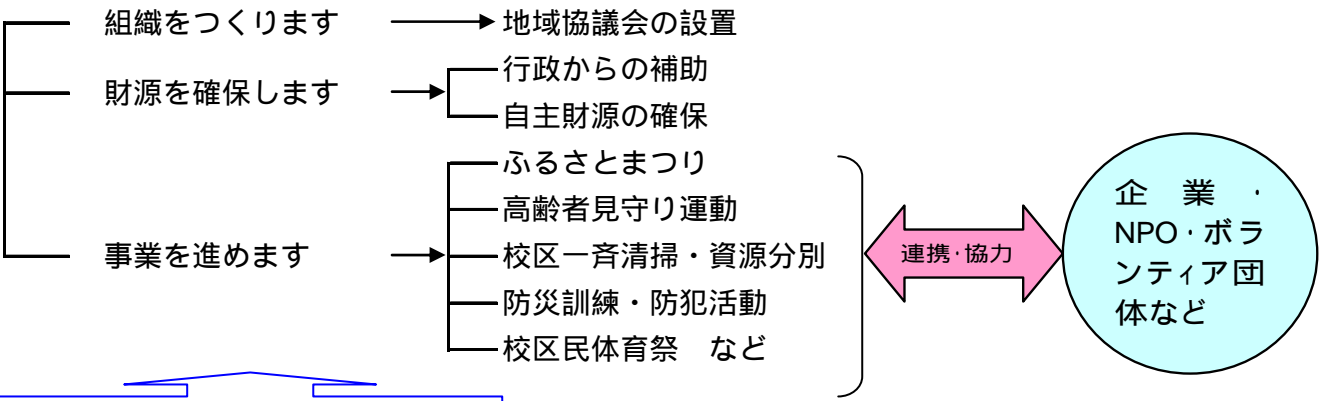 組織をつくります
地域協議会の設置
財源を確保します
行政からの補助
自主財源の確保
事業を進めます
ふるさとまつり
高齢者見守り運動
校区一斉清掃・資源分別
防災訓練・防犯活動
校区民体育祭　など
連携・協力
企業・
NPO・ボラ
ンティア団
体など